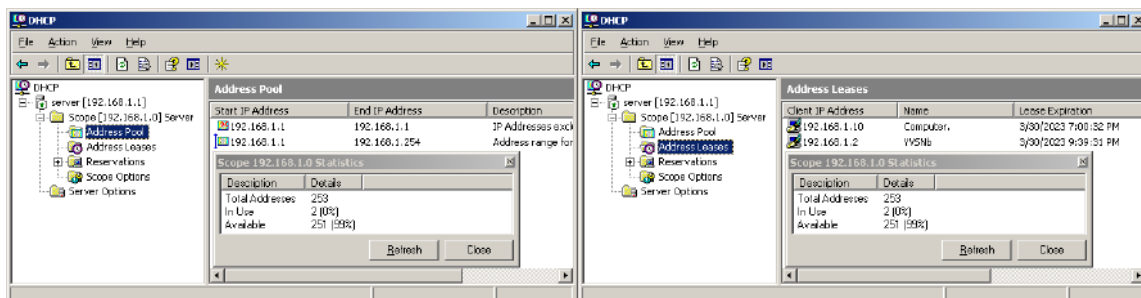 DHCP
File Action View Help
DHCP
server [192.168.1.1]
Scope [192.168.1.0] Server
Address Pool
Address Leases
Reservations
Scope Options
Server Options
Address Pool
Start IP Address End IP Address Description
192.168.1.1 192.168.1.1 IP Addresses excl
192.168.1.1 192.168.1.254 Address range for
Scope 192.168.1.0 Statistics
Description Details
Total Addresses 253
In Use 2 (0%)
Available 251 (99%)
Refresh Close
DHCP
File Action View Help
DHCP
server [192.168.1.1]
Scope [192.168.1.0] Server
Address Pool
Address Leases
Reservations
Scope Options
Server Options
Address Leases
Client IP Address Name Lease Expiration
192.168.1.10 Computer. 3/30/2023 7:00:32 PM
192.168.1.2 3/30/2023 9:39:31 PM
Scope 192.168.1.0 Statistics
Description Details
Total Addresses 253
In Use 2 (0%)
Available 251 (99%)
Refresh Close